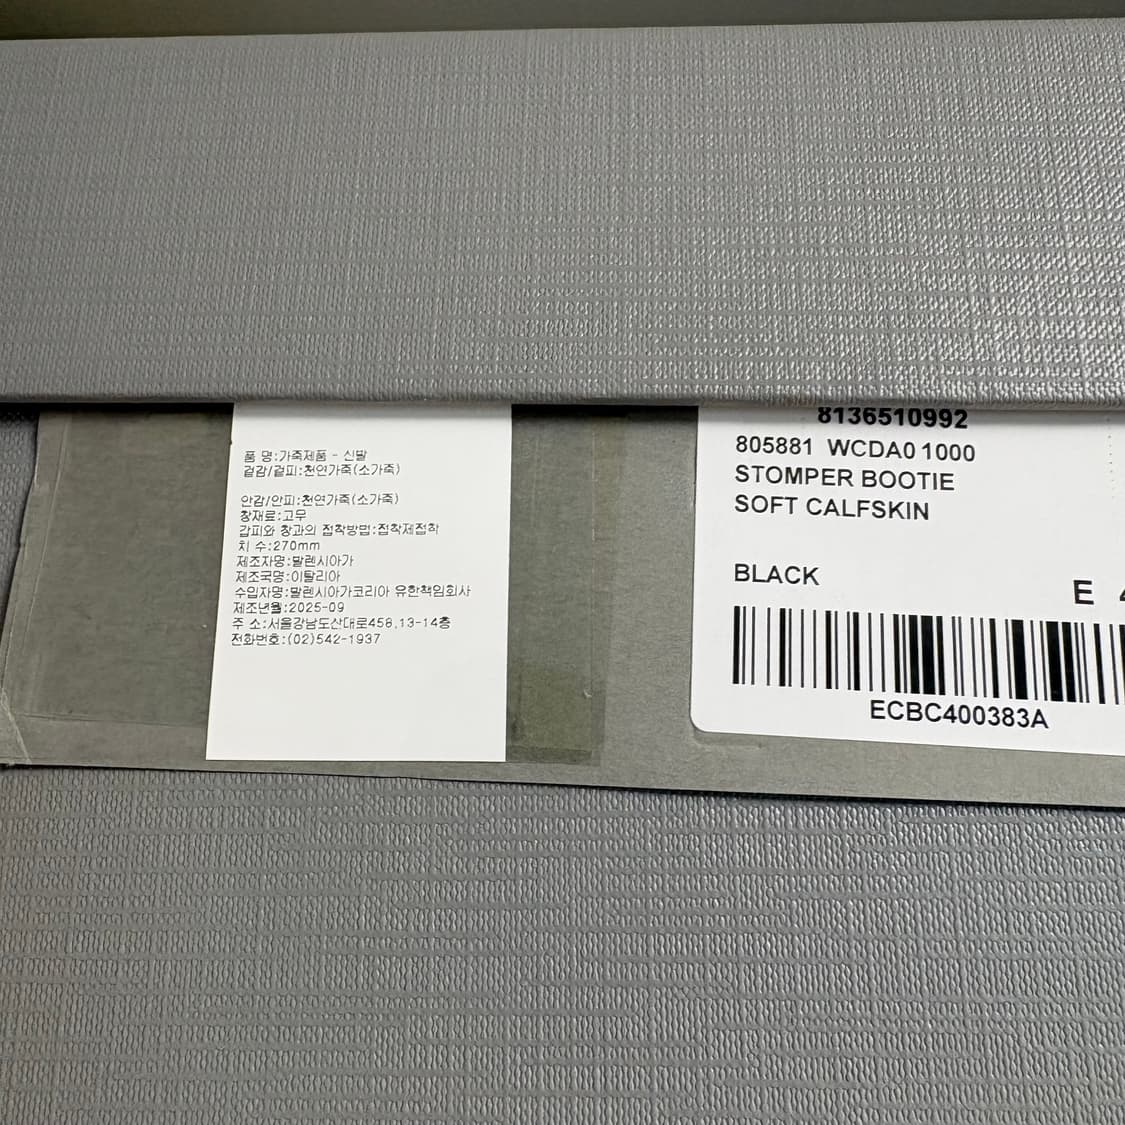 품 명:가죽제품 - 신발
겉감/겉피:천연가죽(소가죽)
안감/안피:천연가죽(소가죽)
창재료:고무
갑피와 창과의 접착방법:접착제접착
치 수:270mm
제조자명:발렌시아가
제조국명:이탈리아
수입자명:발렌시아가코리아 유한책임회사
제조년월:2025-09
주 소:서울강남도산대로458,13-14층
전화번호:(02)542-1937
8136510992
805881 WCDA0 1000
STOMPER BOOTIE
SOFT CALFSKIN
BLACK
E
ECBC400383A